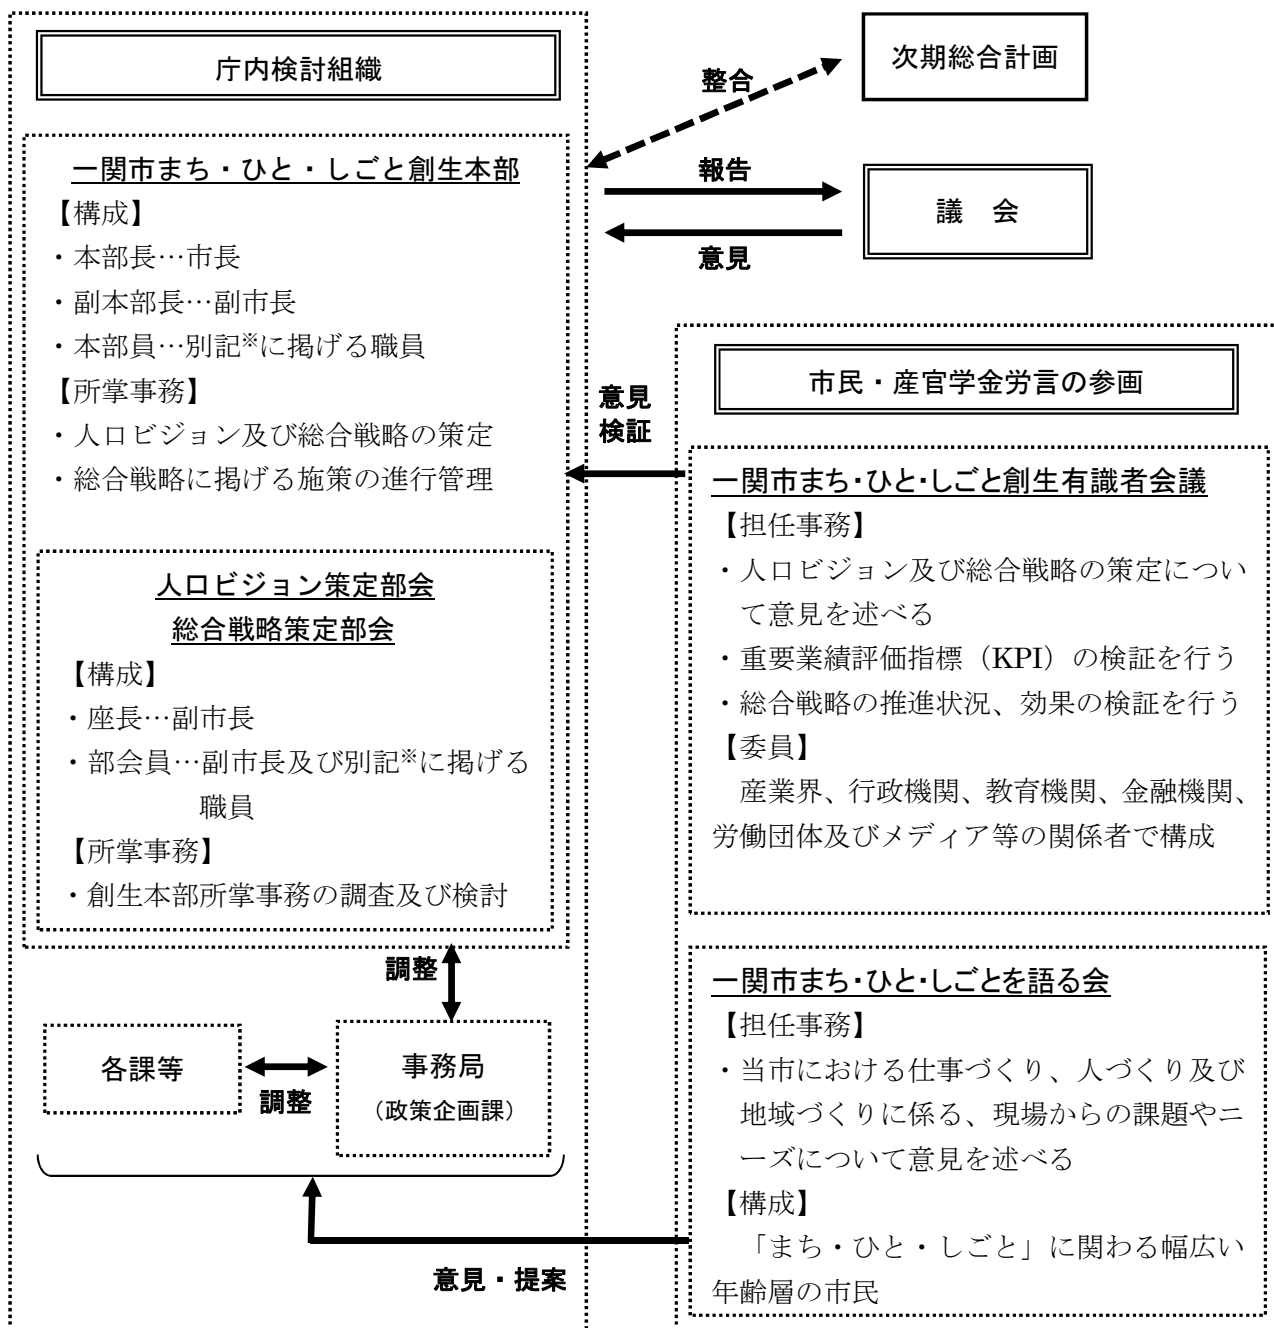 庁内検討組織
一関市まち・ひと・しごと創生本部
【構成】
・本部長…市長
・副本部長…副市長
・本部員…別記※に掲げる職員
【所掌事務】
・人口ビジョン及び総合戦略の策定
・総合戦略に掲げる施策の進行管理
人口ビジョン策定部会
総合戦略策定部会
【構成】
・座長…副市長
・部会員…副市長及び別記※に掲げる
職員
【所掌事務】
・創生本部所掌事務の調査及び検討
調整
各課等
調整
事務局
（政策企画課）
整合
次期総合計画
報告
議　会
意見
意見
検証
市民・産官学金労言の参画
一関市まち・ひと・しごと創生有識者会議
【担任事務】
・人口ビジョン及び総合戦略の策定につい
て意見を述べる
・重要業績評価指標（KPI）の検証を行う
・総合戦略の推進状況、効果の検証を行う
【委員】
産業界、行政機関、教育機関、金融機関、
労働団体及びメディア等の関係者で構成
一関市まち・ひと・しごとを語る会
【担任事務】
・当市における仕事づくり、人づくり及び
地域づくりに係る、現場からの課題やニ
ーズについて意見を述べる
【構成】
「まち・ひと・しごと」に関わる幅広い
年齢層の市民
意見・提案